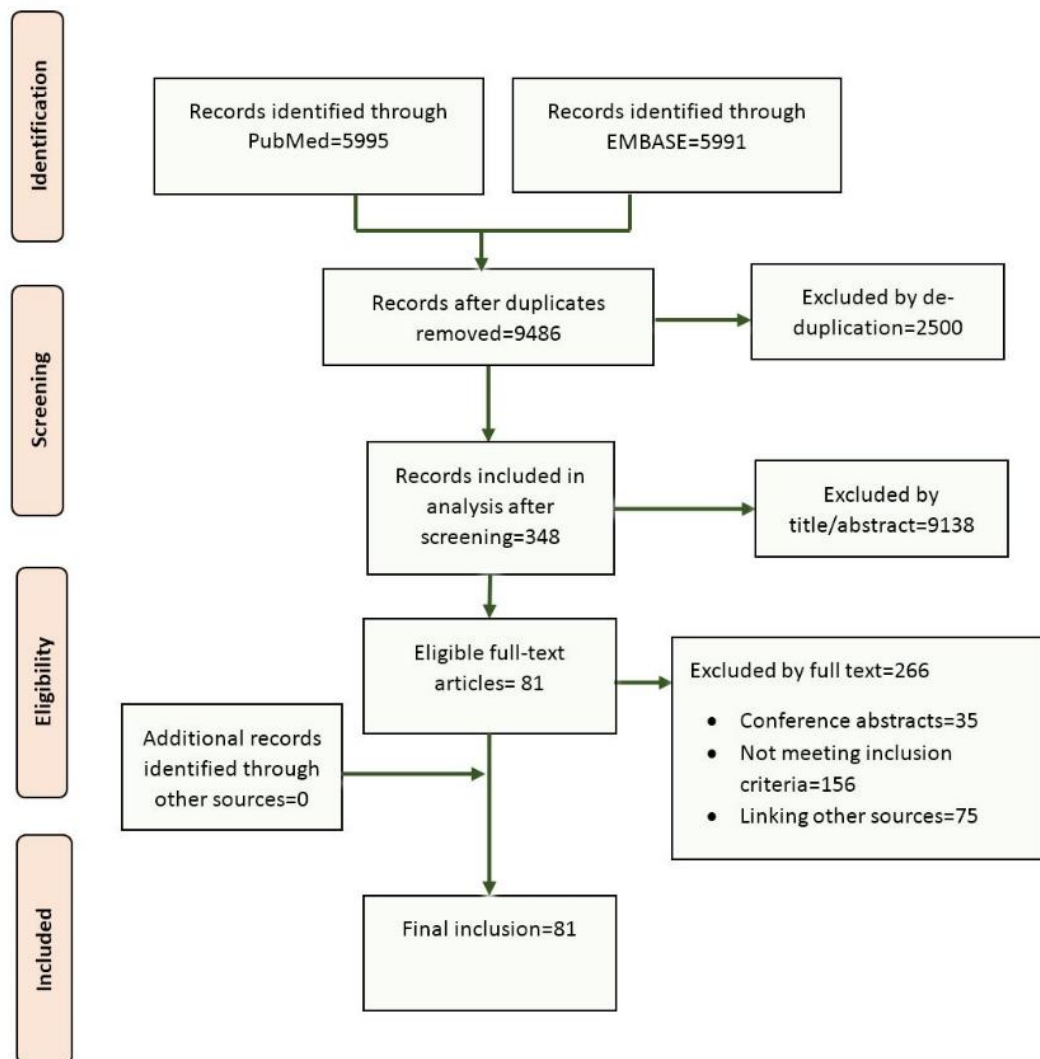 Identification
Records identified through
PubMed=5995
Records identified through
EMBASE=5991
Screening
Records after duplicates
removed=9486
Excluded by de-
duplication=2500
Records included in
analysis after
screening=348
Excluded by
title/abstract=9138
Eligibility
Eligible full-text
articles= 81
Excluded by full text=266
• Conference abstracts=35
• Not meeting inclusion
criteria=156
• Linking other sources=75
Additional records
identified through
other sources=0
Included
Final inclusion=81